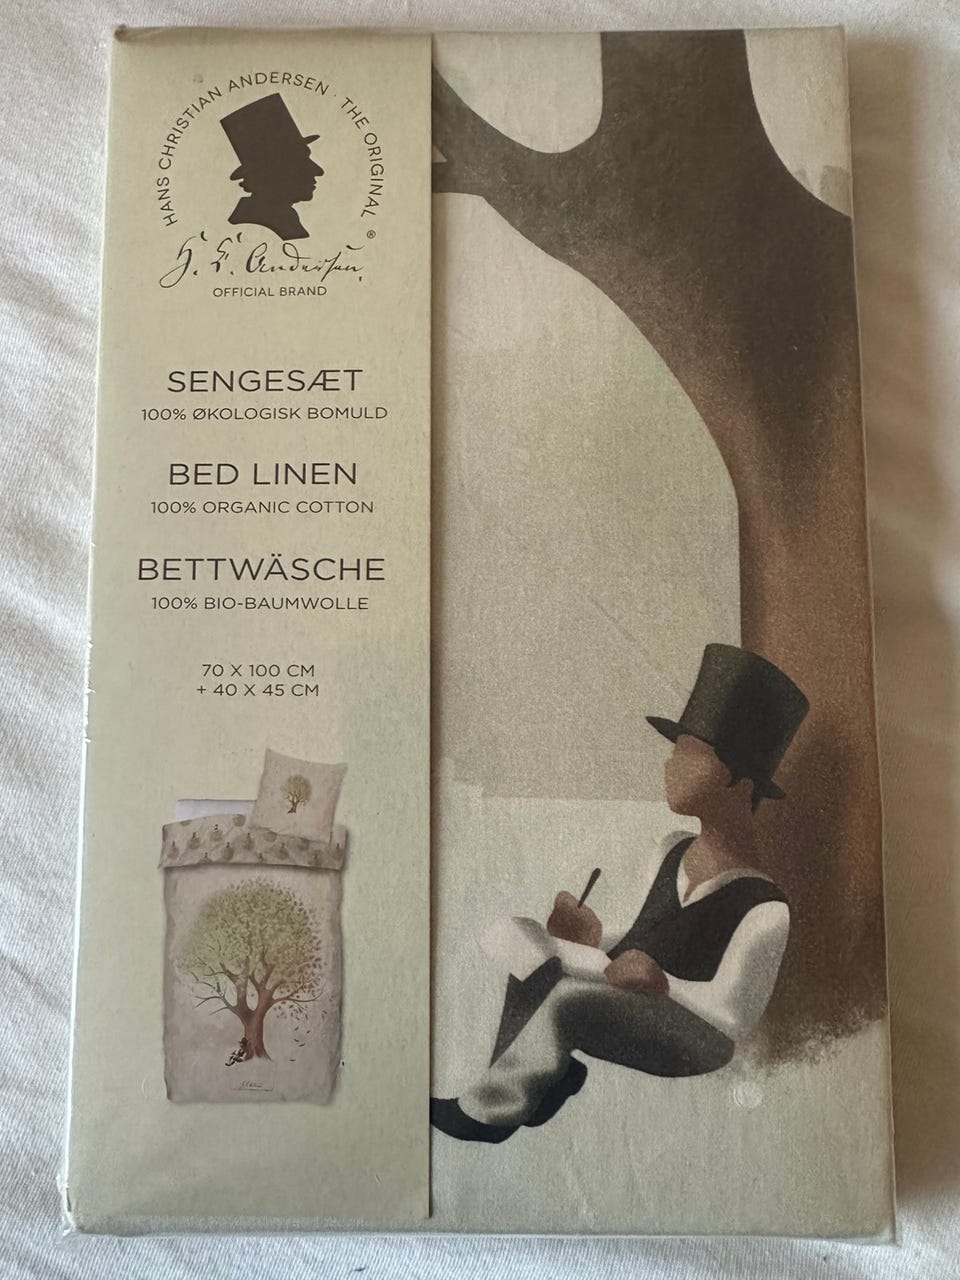 HANS CHRISTIAN ANDERSEN · THE ORIGINAL
®
H. C. Andersen
OFFICIAL BRAND
SENGESÆT
100% ØKOLOGISK BOMULD
BED LINEN
100% ORGANIC COTTON
BETTWÄSCHE
100% BIO-BAUMWOLLE
70 X 100 CM
+ 40 X 45 CM